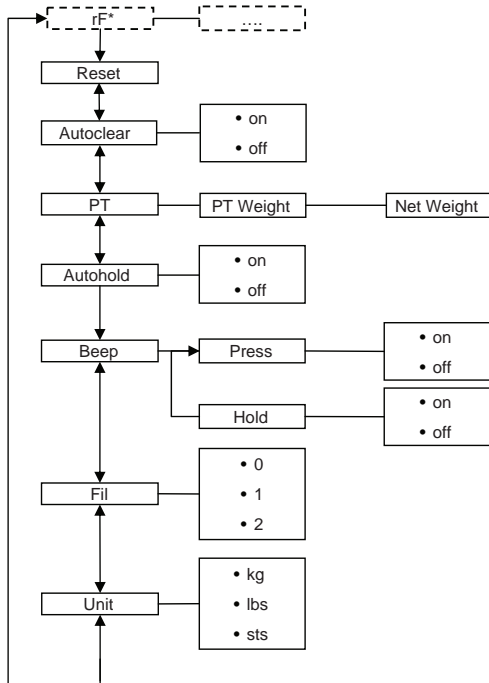 rF*
....
Reset
Autoclear
• on
• off
PT
PT Weight
Net Weight
Autohold
• on
• off
Beep
Press
• on
• off
Hold
• on
• off
Fil
• 0
• 1
• 2
Unit
• kg
• lbs
• sts